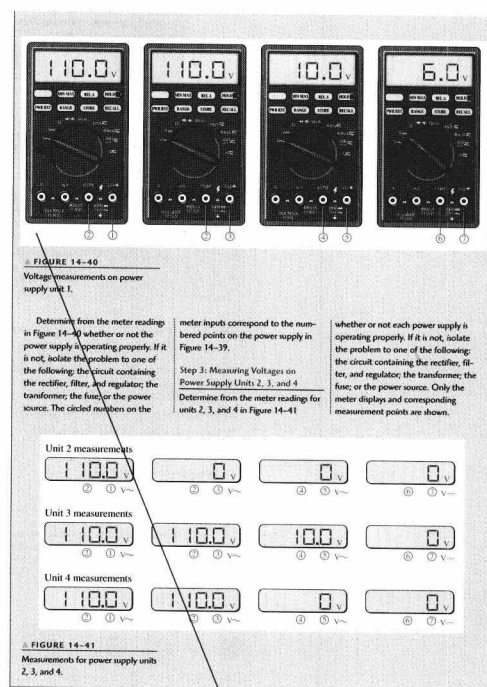 110.0 V
110.0 V
10.0 V
6.0 V
MIN MAX REL Δ HOLD
MIN MAX REL Δ HOLD
MIN MAX REL Δ HOLD
MIN MAX REL Δ HOLD
RANGE STORE RECALL
RANGE STORE RECALL
RANGE STORE RECALL
RANGE STORE RECALL
② ①
② ③
④ ⑤
⑥ ⑦
▲ FIGURE 14–40
Voltage measurements on power
supply unit 1.
Determine from the meter readings
in Figure 14–40 whether or not the
power supply is operating properly. If it
is not, isolate the problem to one of
the following: the circuit containing
the rectifier, filter, and regulator; the
transformer; the fuse; or the power
source. The circled numbers on the
meter inputs correspond to the num-
bered points on the power supply in
Figure 14–39.
Step 3: Measuring Voltages on
Power Supply Units 2, 3, and 4
Determine from the meter readings for
units 2, 3, and 4 in Figure 14–41
whether or not each power supply is
operating properly. If it is not, isolate
the problem to one of the following:
the circuit containing the rectifier, fil-
ter, and regulator; the transformer; the
fuse; or the power source. Only the
meter displays and corresponding
measurement points are shown.
Unit 2 measurements
110.0 V 0 V 0 V 0 V
② ① V~ ② ③ V~ ④ ⑤ V~ ⑥ ⑦ V⎓
Unit 3 measurements
110.0 V 110.0 V 10.0 V 0 V
② ① V~ ② ③ V~ ④ ⑤ V~ ⑥ ⑦ V⎓
Unit 4 measurements
110.0 V 110.0 V 0 V 0 V
② ① V~ ② ③ V~ ④ ⑤ V~ ⑥ ⑦ V⎓
▲ FIGURE 14–41
Measurements for power supply units
2, 3, and 4.